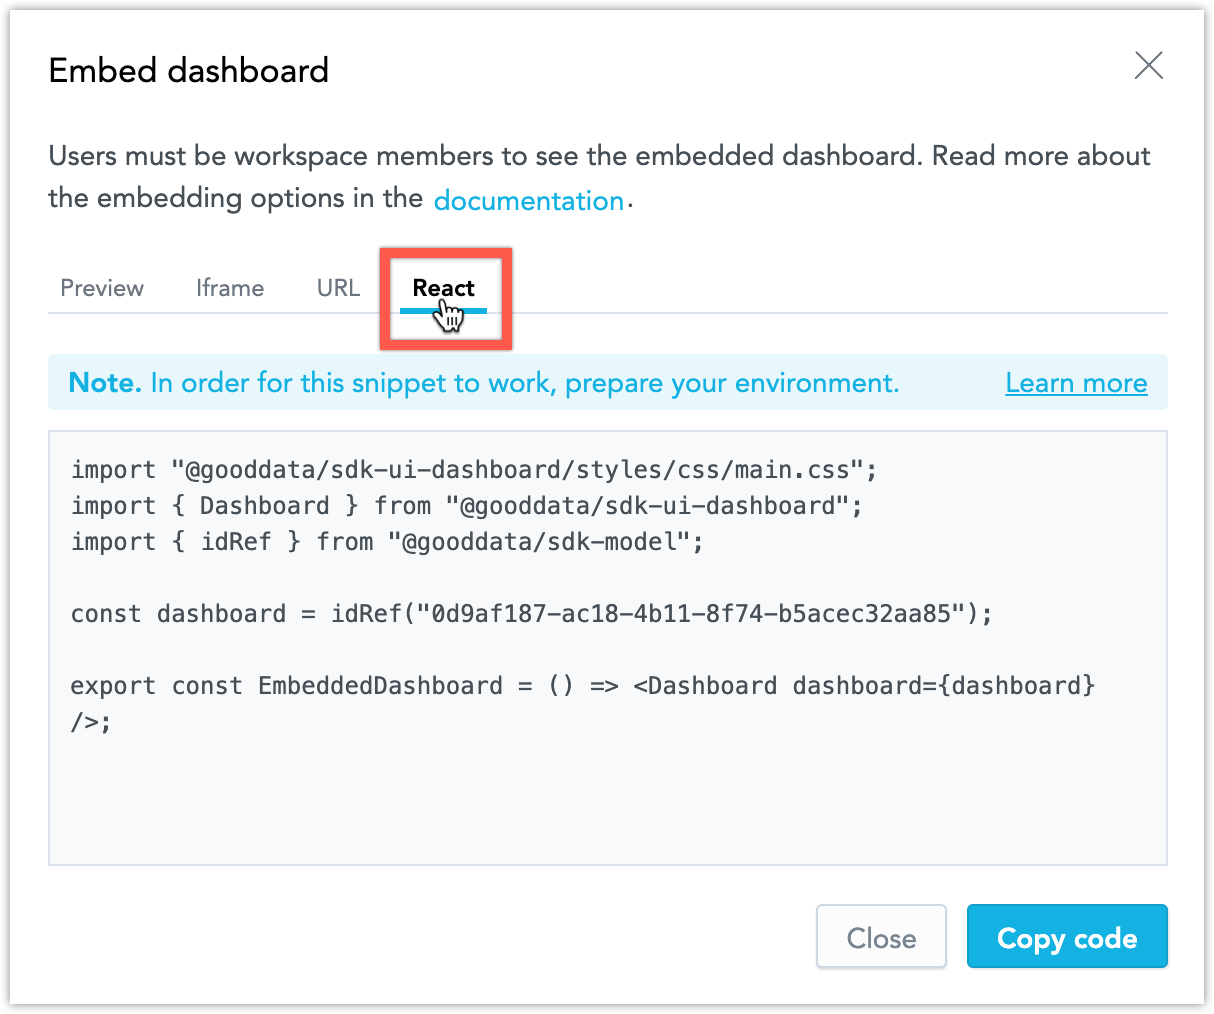 Embed dashboard
Users must be workspace members to see the embedded dashboard. Read more about
the embedding options in the documentation.
Preview Iframe URL React
Note. In order for this snippet to work, prepare your environment. Learn more
import "@gooddata/sdk-ui-dashboard/styles/css/main.css";
import { Dashboard } from "@gooddata/sdk-ui-dashboard";
import { idRef } from "@gooddata/sdk-model";
const dashboard = idRef("0d9af187-ac18-4b11-8f74-b5acec32aa85");
export const EmbeddedDashboard = () => <Dashboard dashboard={dashboard}
/>;
Close Copy code